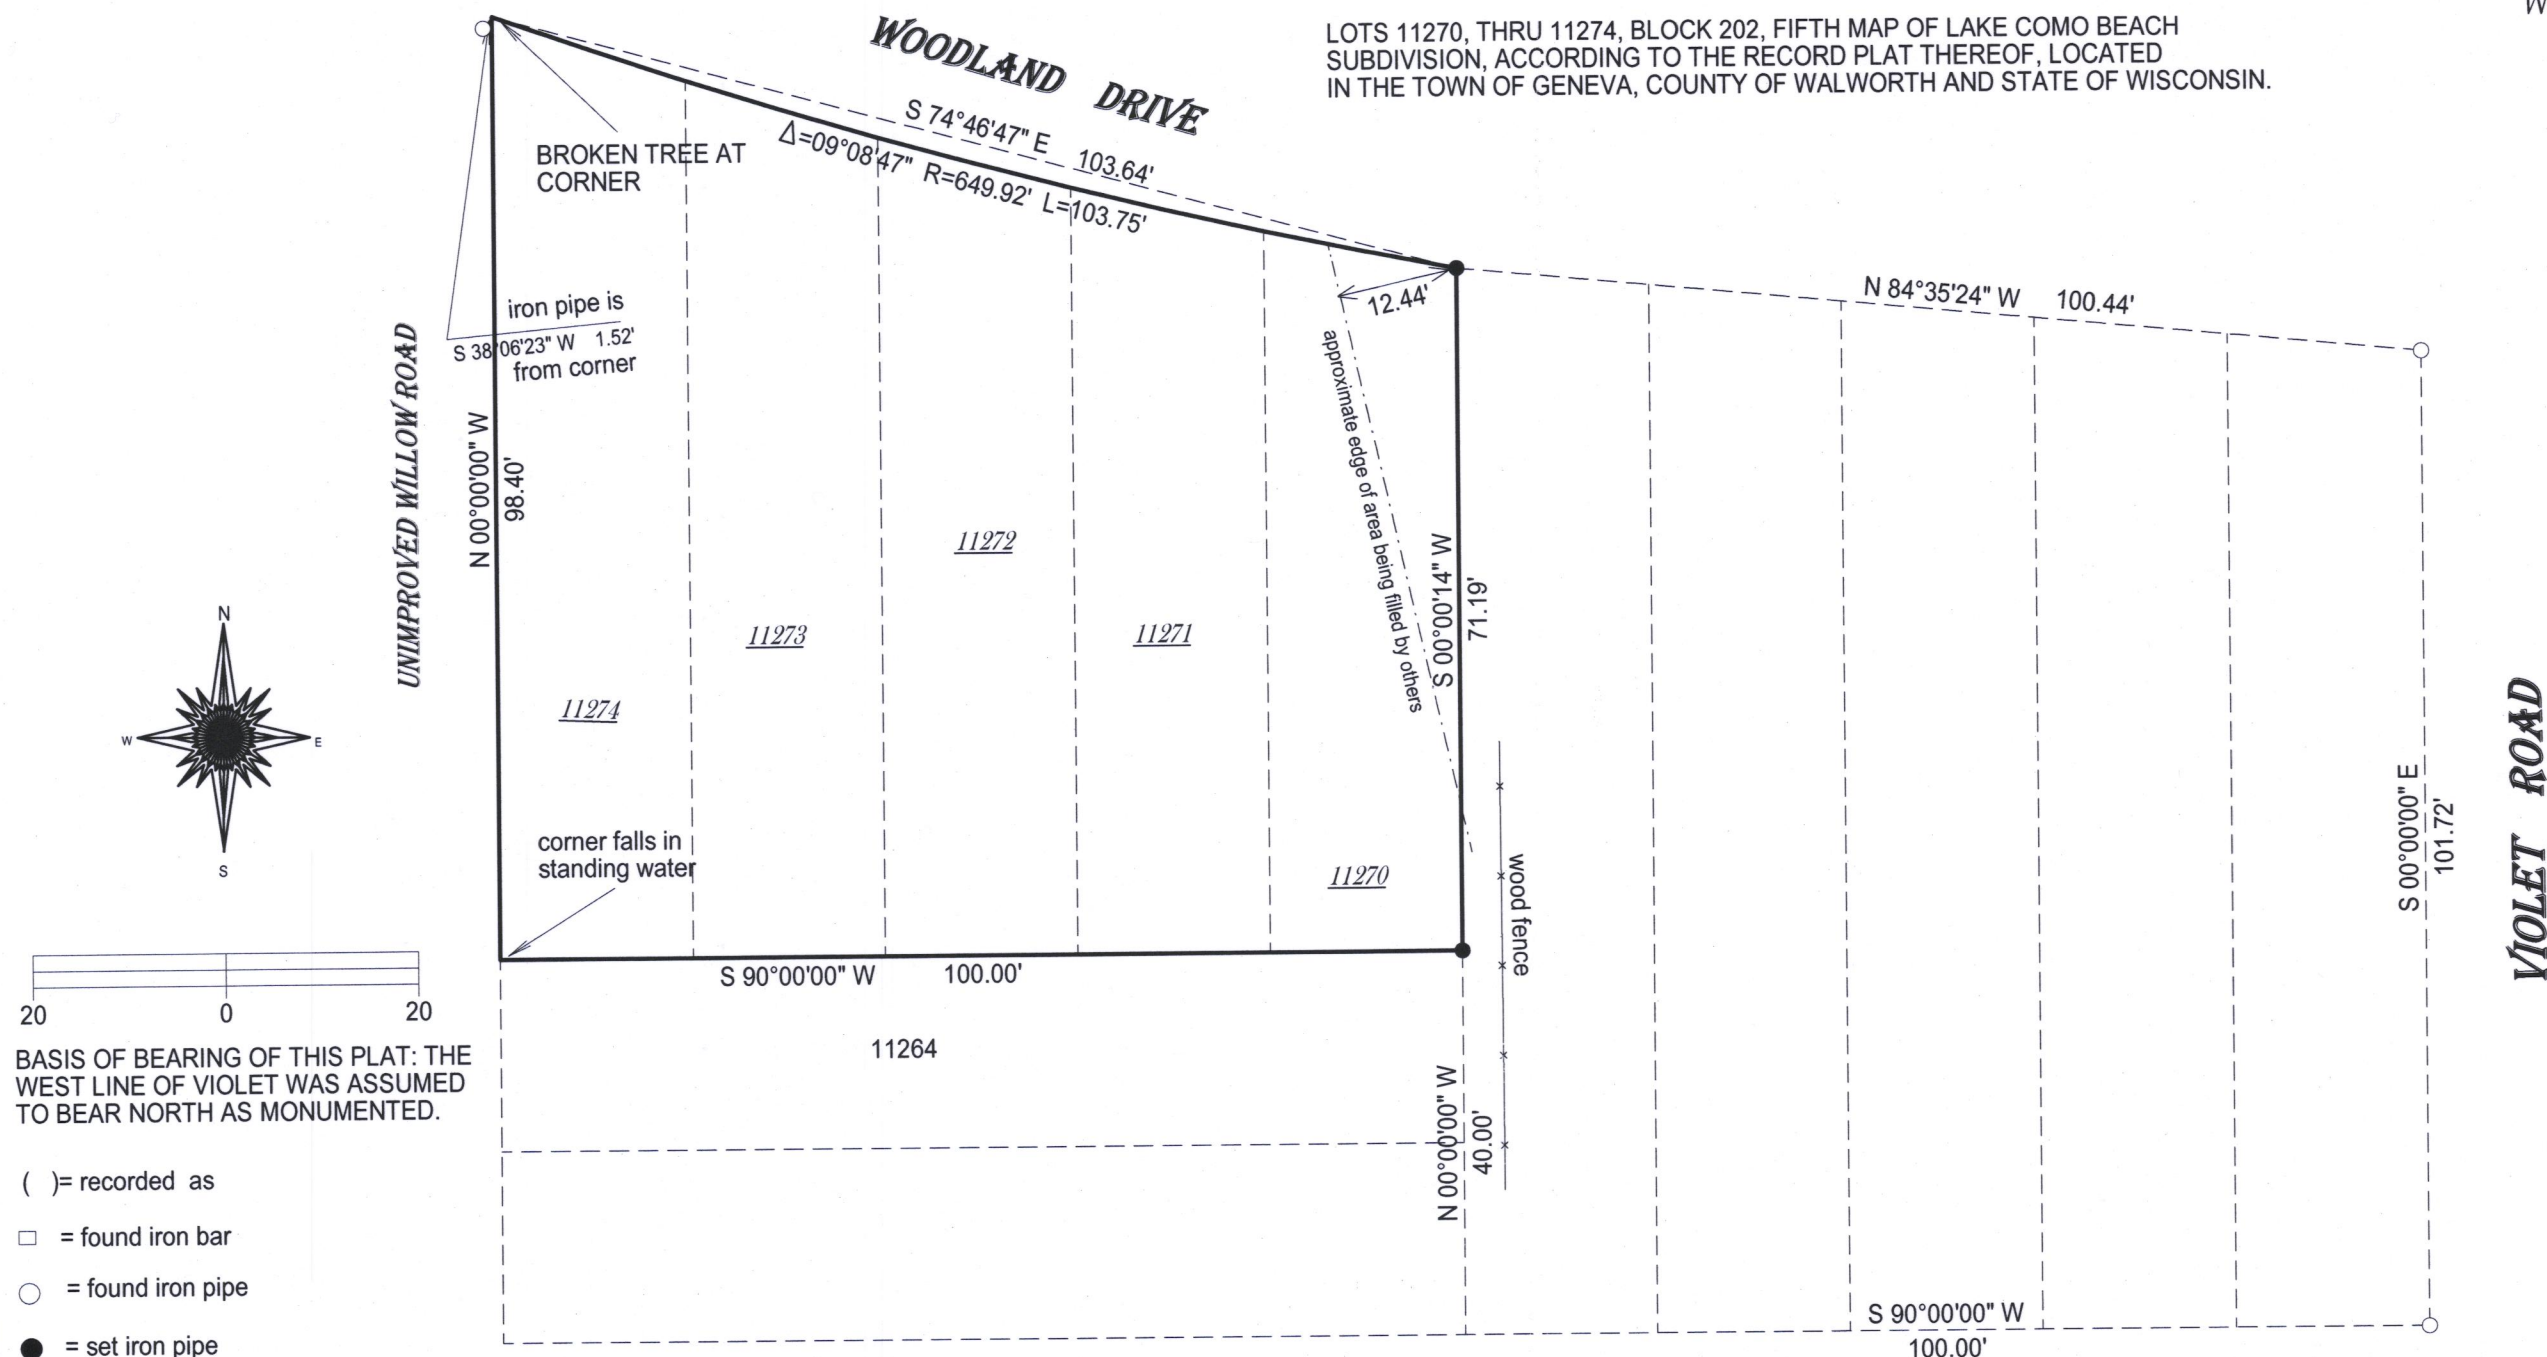 LOTS 11270, THRU 11274, BLOCK 202, FIFTH MAP OF LAKE COMO BEACH
SUBDIVISION, ACCORDING TO THE RECORD PLAT THEREOF, LOCATED
IN THE TOWN OF GENEVA, COUNTY OF WALWORTH AND STATE OF WISCONSIN.
WOODLAND DRIVE
S 74°46'47" E 103.64'
Δ=09°08'47" R=649.92' L=103.75'
BROKEN TREE AT
CORNER
iron pipe is
S 38°06'23" W 1.52'
from corner
12.44'
N 84°35'24" W 100.44'
UNIMPROVED WILLOW ROAD
N 00°00'00" W
98.40'
approximate edge of area being filled by others
S 00°00'14" W
71.19'
11272
11273
11271
11274
11270
N
W
E
S
corner falls in
standing water
wood fence
S 00°00'00" E
101.72'
VIOLET ROAD
S 90°00'00" W 100.00'
20 0 20
11264
BASIS OF BEARING OF THIS PLAT: THE
WEST LINE OF VIOLET WAS ASSUMED
TO BEAR NORTH AS MONUMENTED.
N 00°00'00" W
40.00'
( )= recorded as
= found iron bar
= found iron pipe
= set iron pipe
S 90°00'00" W
100.00'